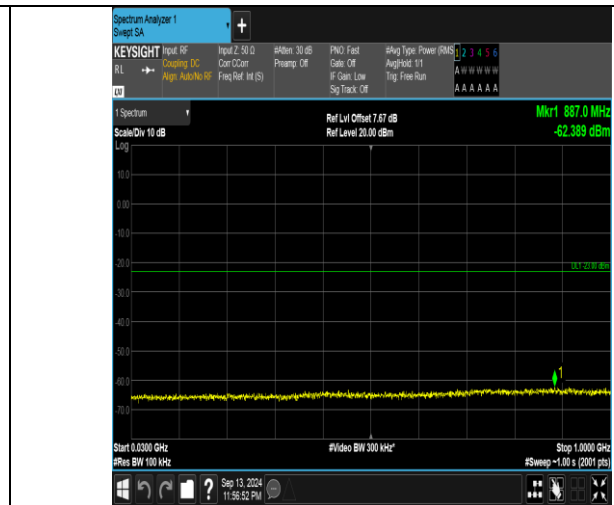 Spectrum Analyzer 1
Swept SA
+
KEYSIGHT Input: RF Input Z: 50 Ω #Atten: 30 dB PNO: Fast #Avg Type: Power (RMS 1 2 3 4 5 6
RL Coupling: DC Corr CCorr Preamp: Off Gate: Off Avg|Hold: 1/1 A W W W W W
Align: Auto/No RF Freq Ref: Int (S) IF Gain: Low Trig: Free Run
Sig Track: Off A A A A A A
LXI
1 Spectrum Ref Lvl Offset 7.67 dB Mkr1 887.0 MHz
Scale/Div 10 dB Ref Level 20.00 dBm -62.389 dBm
Log
10.0
0.00
-10.0
-20.0
DL1 -23.00 dBm
-30.0
-40.0
-50.0
1
-60.0
-70.0
Start 0.0300 GHz #Video BW 300 kHz* Stop 1.0000 GHz
#Res BW 100 kHz #Sweep ~1.00 s (2001 pts)
? Sep 13, 2024
11:56:52 PM